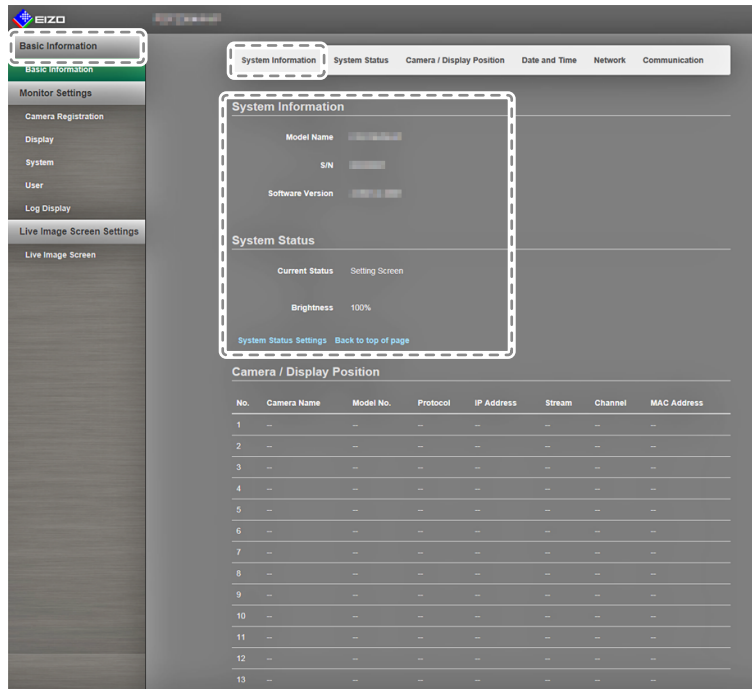 EIZO
Basic Information
Basic Information
Monitor Settings
Camera Registration
Display
System
User
Log Display
Live Image Screen Settings
Live Image Screen
System Information System Status Camera / Display Position Date and Time Network Communication
System Information
Model Name
S/N
Software Version
System Status
Current Status Setting Screen
Brightness 100%
System Status Settings Back to top of page
Camera / Display Position
No. Camera Name Model No. Protocol IP Address Stream Channel MAC Address
1 -- -- -- -- -- -- --
2 -- -- -- -- -- -- --
3 -- -- -- -- -- -- --
4 -- -- -- -- -- -- --
5 -- -- -- -- -- -- --
6 -- -- -- -- -- -- --
7 -- -- -- -- -- -- --
8 -- -- -- -- -- -- --
9 -- -- -- -- -- -- --
10 -- -- -- -- -- -- --
11 -- -- -- -- -- -- --
12 -- -- -- -- -- -- --
13 -- -- -- -- -- -- --